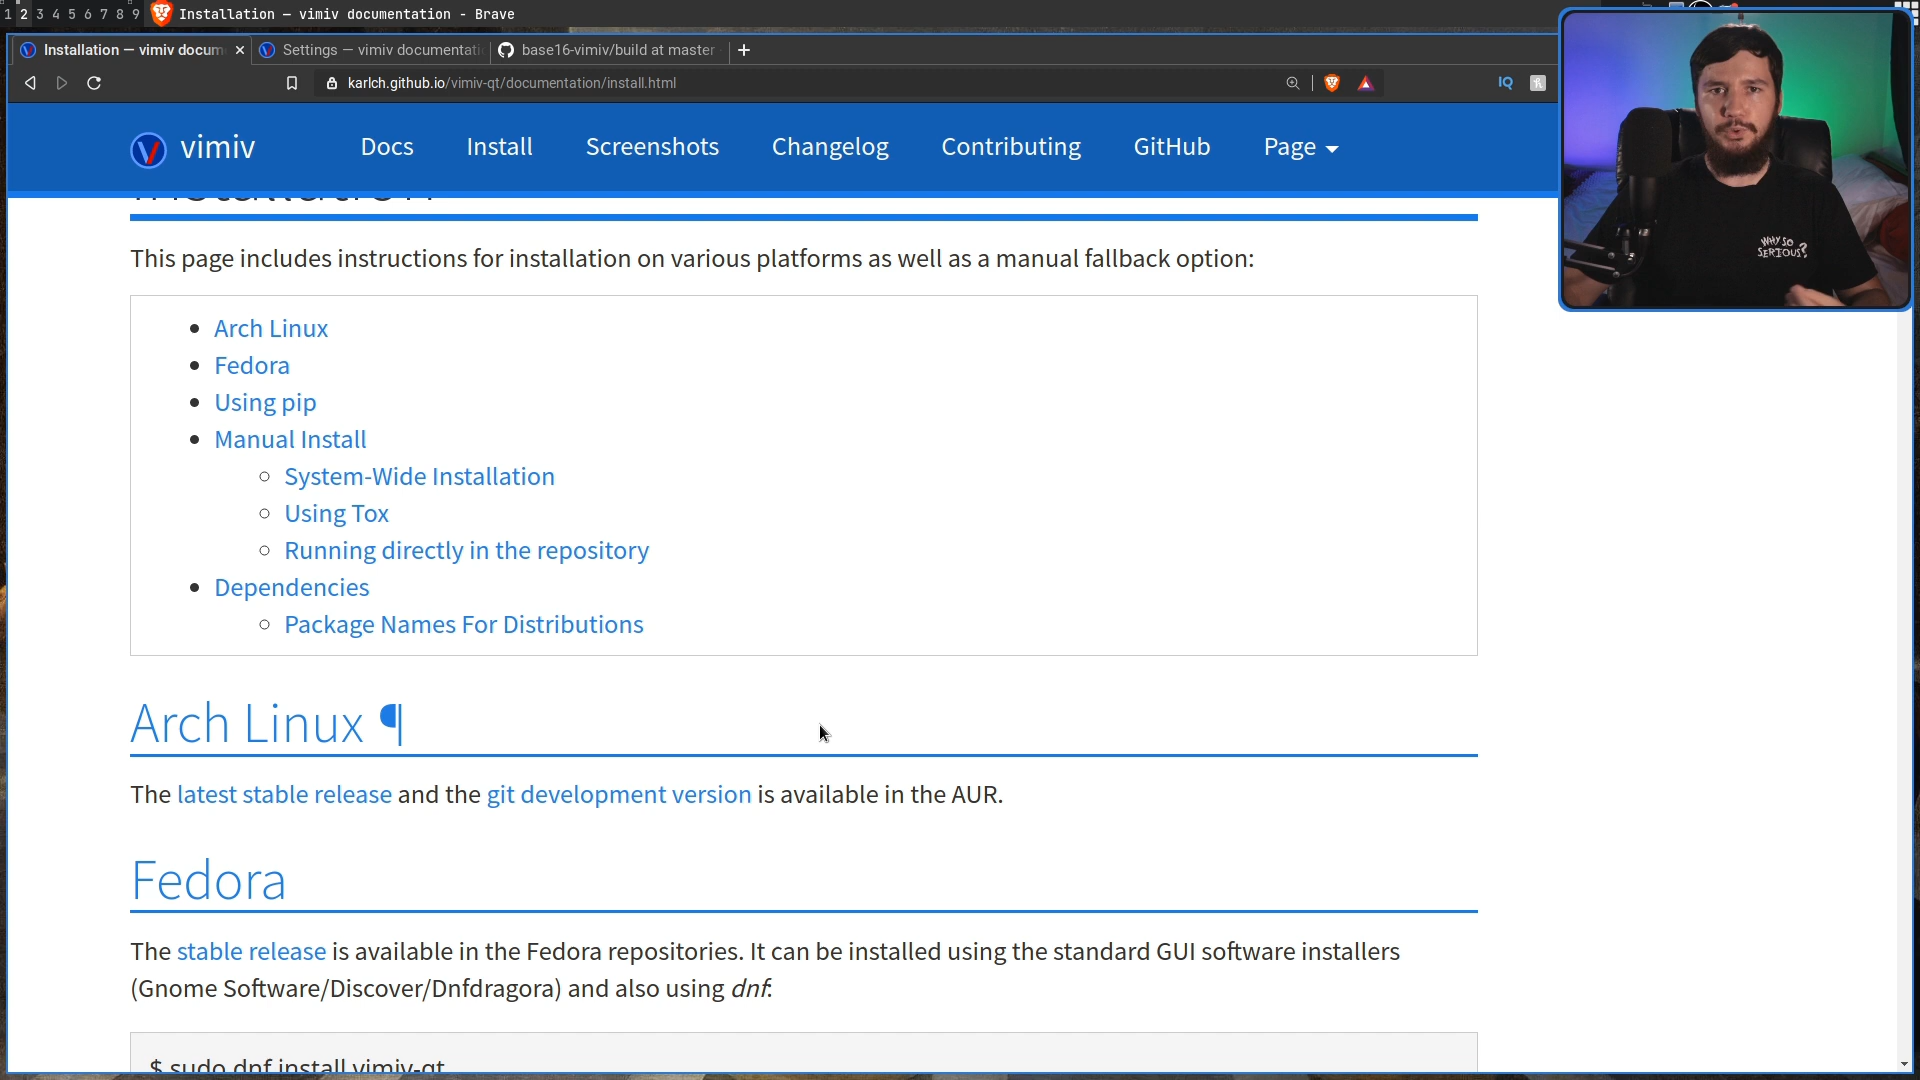 1 2 3 4 5 6 7 8 9 Installation — vimiv documentation - Brave
Installation — vimiv docum
Settings — vimiv documentati
base16-vimiv/build at master
karlch.github.io/vimiv-qt/documentation/install.html
IQ
vimiv
Docs
Install
Screenshots
Changelog
Contributing
GitHub
Page
WHY SO
SERIOUS?
Installation
This page includes instructions for installation on various platforms as well as a manual fallback option:
Arch Linux
Fedora
Using pip
Manual Install
System-Wide Installation
Using Tox
Running directly in the repository
Dependencies
Package Names For Distributions
Arch Linux ¶
The latest stable release and the git development version is available in the AUR.
Fedora
The stable release is available in the Fedora repositories. It can be installed using the standard GUI software installers
(Gnome Software/Discover/Dnfdragora) and also using dnf:
$ sudo dnf install vimiv-qt